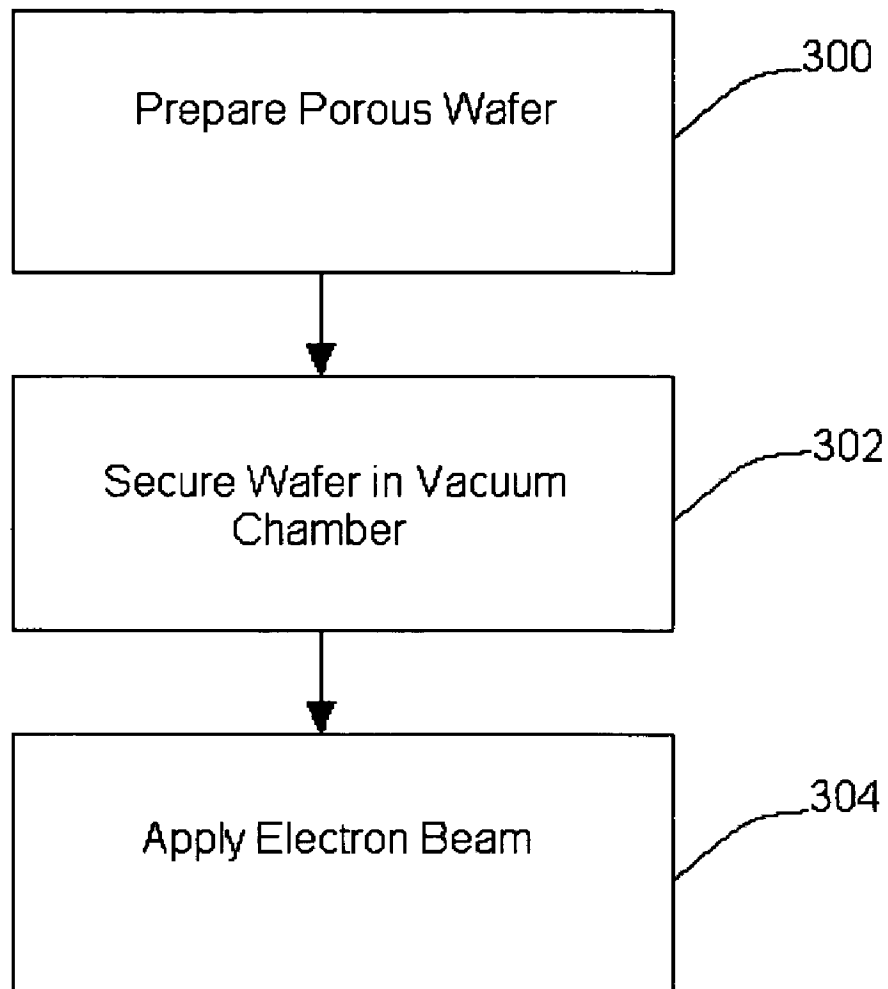 Prepare Porous Wafer
300
Secure Wafer in Vacuum
Chamber
302
Apply Electron Beam
304